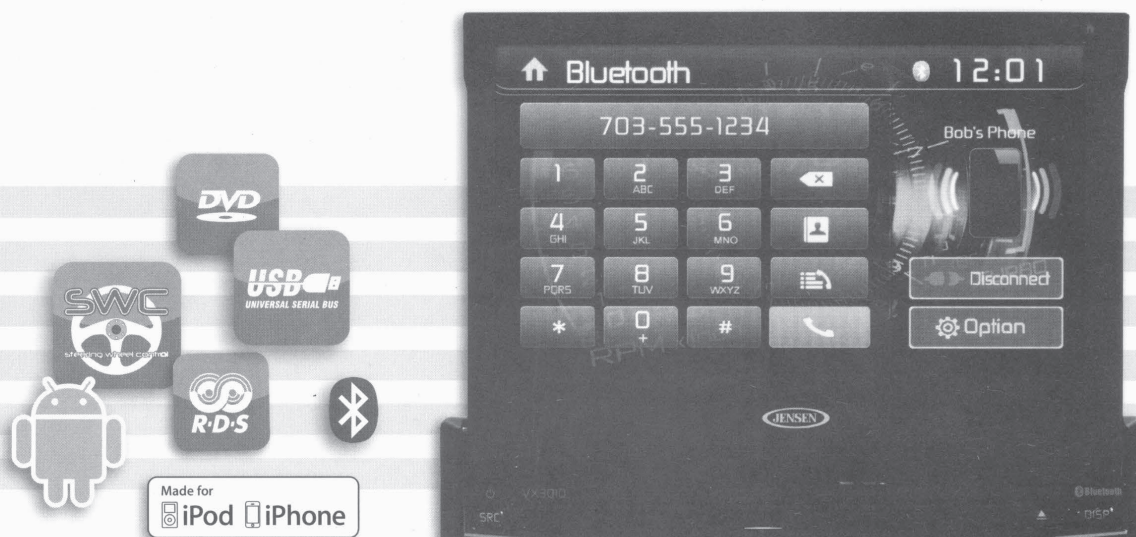 Bluetooth
12:01
703-555-1234
Bob's Phone
1
2 ABC
3 DEF
4 GHI
5 JKL
6 MNO
7 PQRS
8 TUV
9 WXYZ
*
0 +
#
Disconnect
Option
RPM x
JENSEN
Bluetooth
SRC
DISP
DVD
USB
UNIVERSAL SERIAL BUS
SWC
steering wheel control
R·D·S
Made for
iPod iPhone